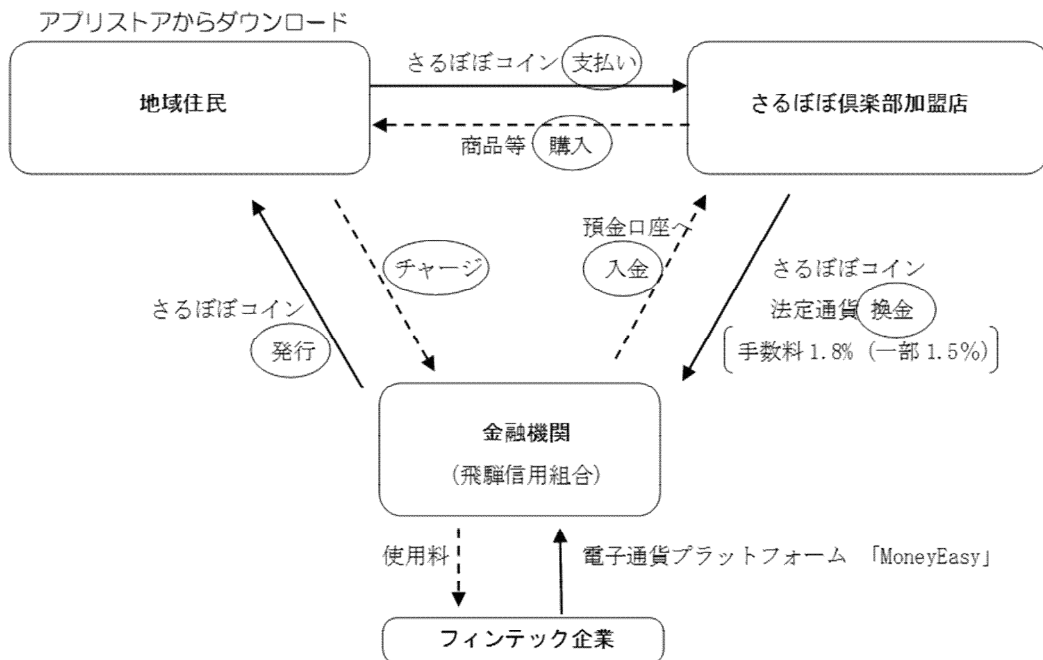 アプリストアからダウンロード
さるぼぼコイン 支払い
地域住民
さるぼぼ倶楽部加盟店
商品等 購入
預金口座へ
入金
チャージ
さるぼぼコイン
法定通貨 換金
手数料 1.8% (一部 1.5%)
さるぼぼコイン
発行
金融機関
(飛騨信用組合)
使用料
電子通貨プラットフォーム 「MoneyEasy」
フィンテック企業